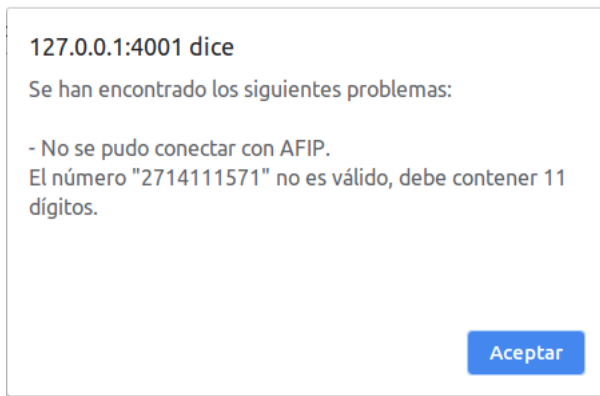 127.0.0.1:4001 dice
Se han encontrado los siguientes problemas:
- No se pudo conectar con AFIP.
El número "2714111571" no es válido, debe contener 11
dígitos.
Aceptar